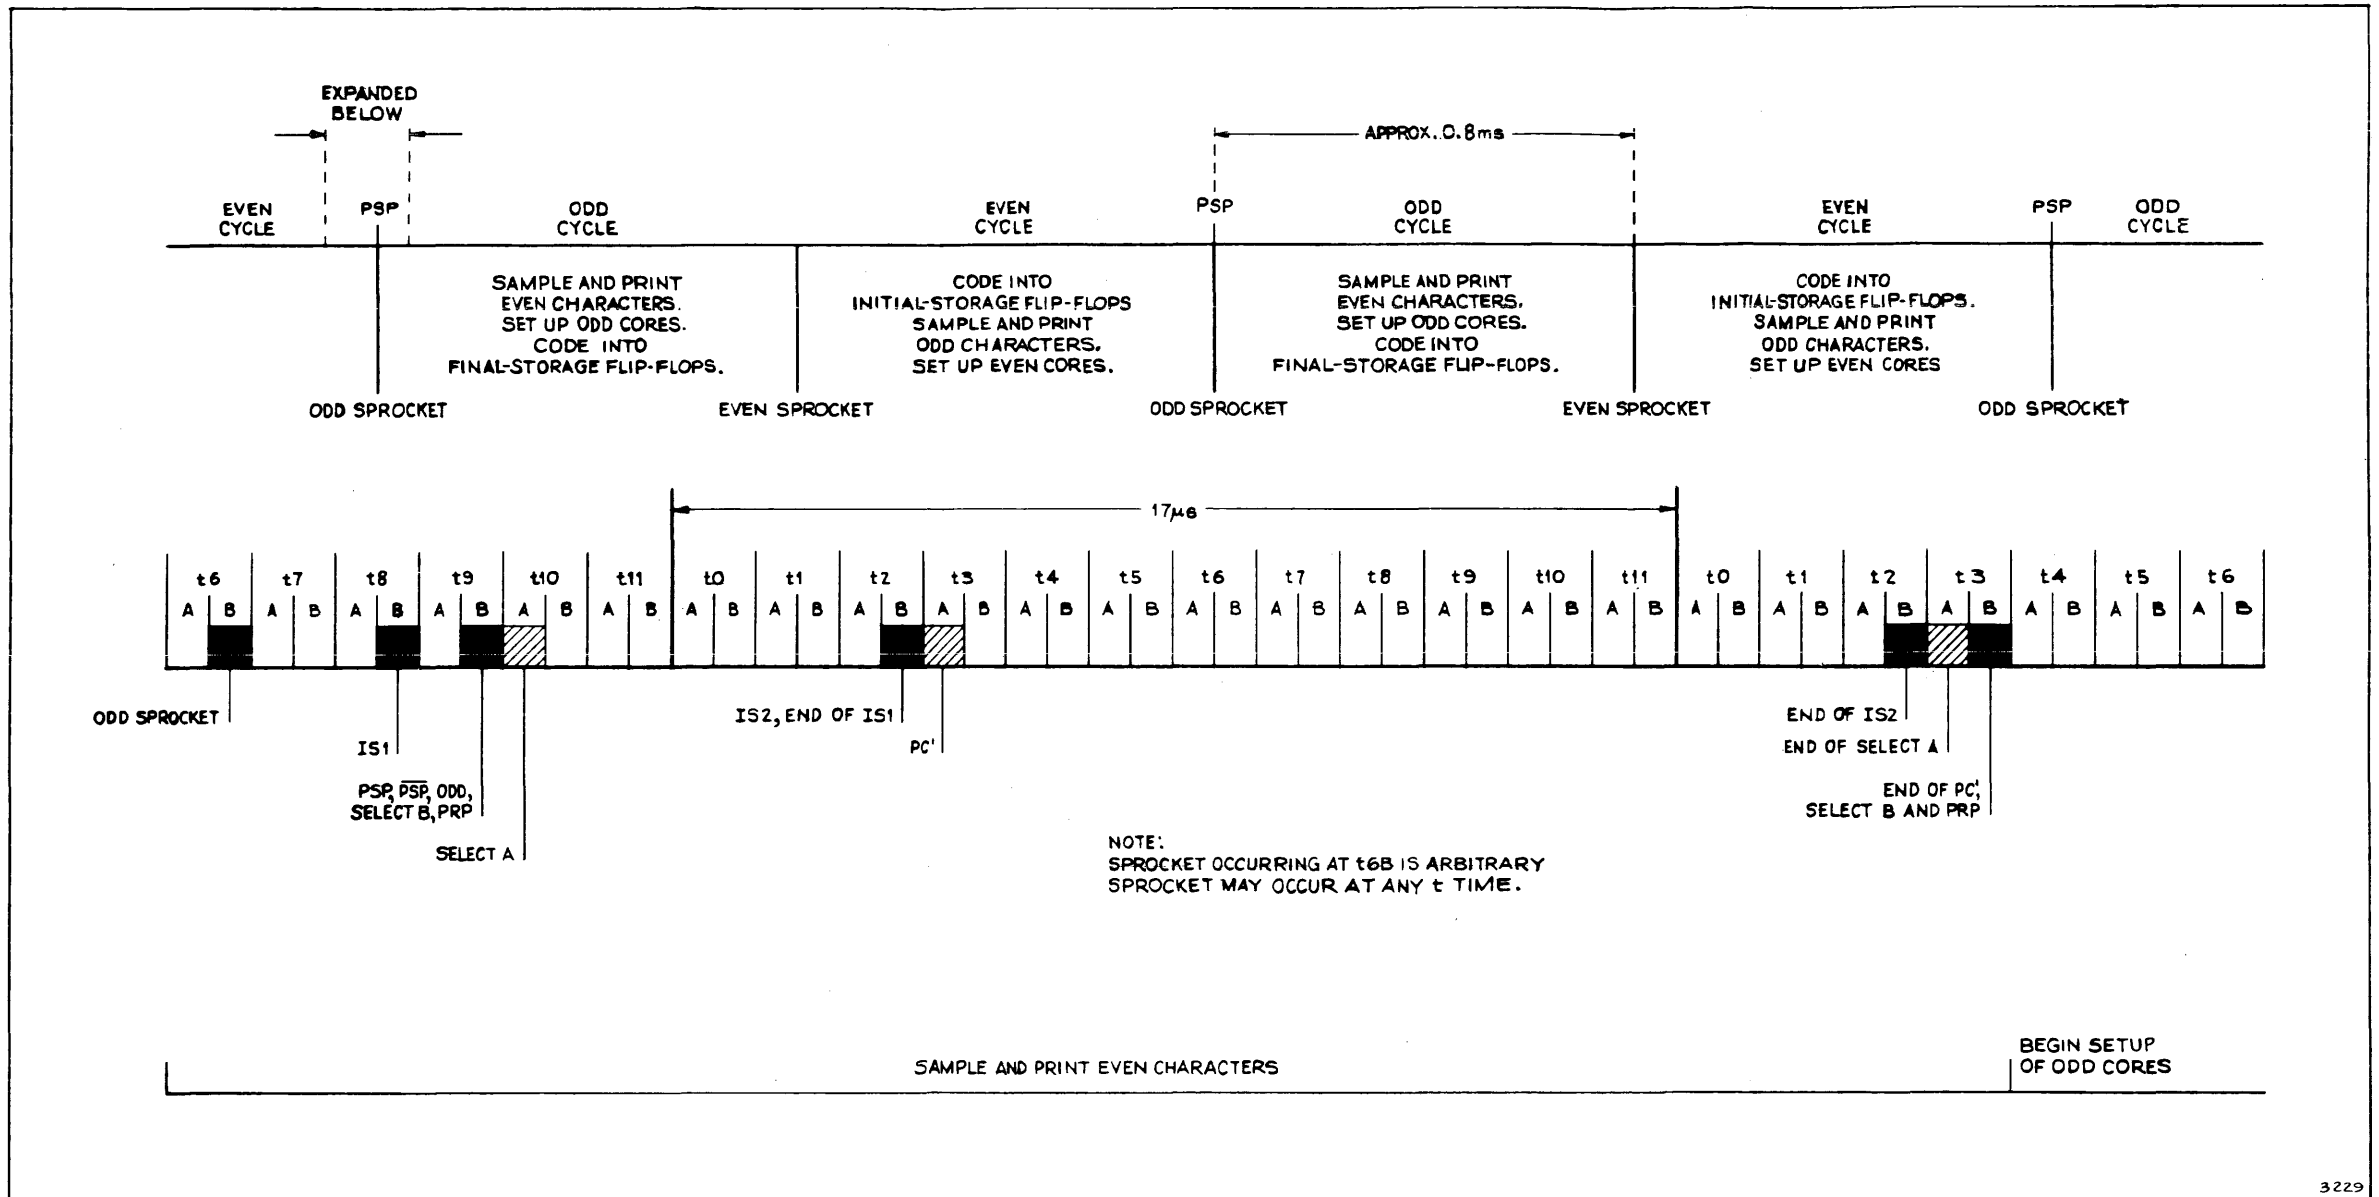 EXPANDED
BELOW
APPROX. 0.8ms
EVEN
CYCLE
PSP
ODD
CYCLE
EVEN
CYCLE
PSP
ODD
CYCLE
EVEN
CYCLE
PSP
ODD
CYCLE
SAMPLE AND PRINT
EVEN CHARACTERS.
SET UP ODD CORES.
CODE INTO
FINAL-STORAGE FLIP-FLOPS.
CODE INTO
INITIAL-STORAGE FLIP-FLOPS
SAMPLE AND PRINT
ODD CHARACTERS.
SET UP EVEN CORES.
SAMPLE AND PRINT
EVEN CHARACTERS.
SET UP ODD CORES.
CODE INTO
FINAL-STORAGE FLIP-FLOPS.
CODE INTO
INITIAL-STORAGE FLIP-FLOPS.
SAMPLE AND PRINT
ODD CHARACTERS.
SET UP EVEN CORES
ODD SPROCKET
EVEN SPROCKET
ODD SPROCKET
EVEN SPROCKET
ODD SPROCKET
17μs
t6 t7 t8 t9 t10 t11 t0 t1 t2 t3 t4 t5 t6 t7 t8 t9 t10 t11 t0 t1 t2 t3 t4 t5 t6
A B A B A B A B A B A B A B A B A B A B A B A B A B A B A B A B A B A B A B A B A B A B A B A B A B
ODD SPROCKET
IS1
PSP, P̅S̅P̅, ODD,
SELECT B, PRP
SELECT A
IS2, END OF IS1
PC'
END OF IS2
END OF SELECT A
END OF PC',
SELECT B AND PRP
NOTE:
SPROCKET OCCURRING AT t6B IS ARBITRARY
SPROCKET MAY OCCUR AT ANY t TIME.
SAMPLE AND PRINT EVEN CHARACTERS
BEGIN SETUP
OF ODD CORES
3229